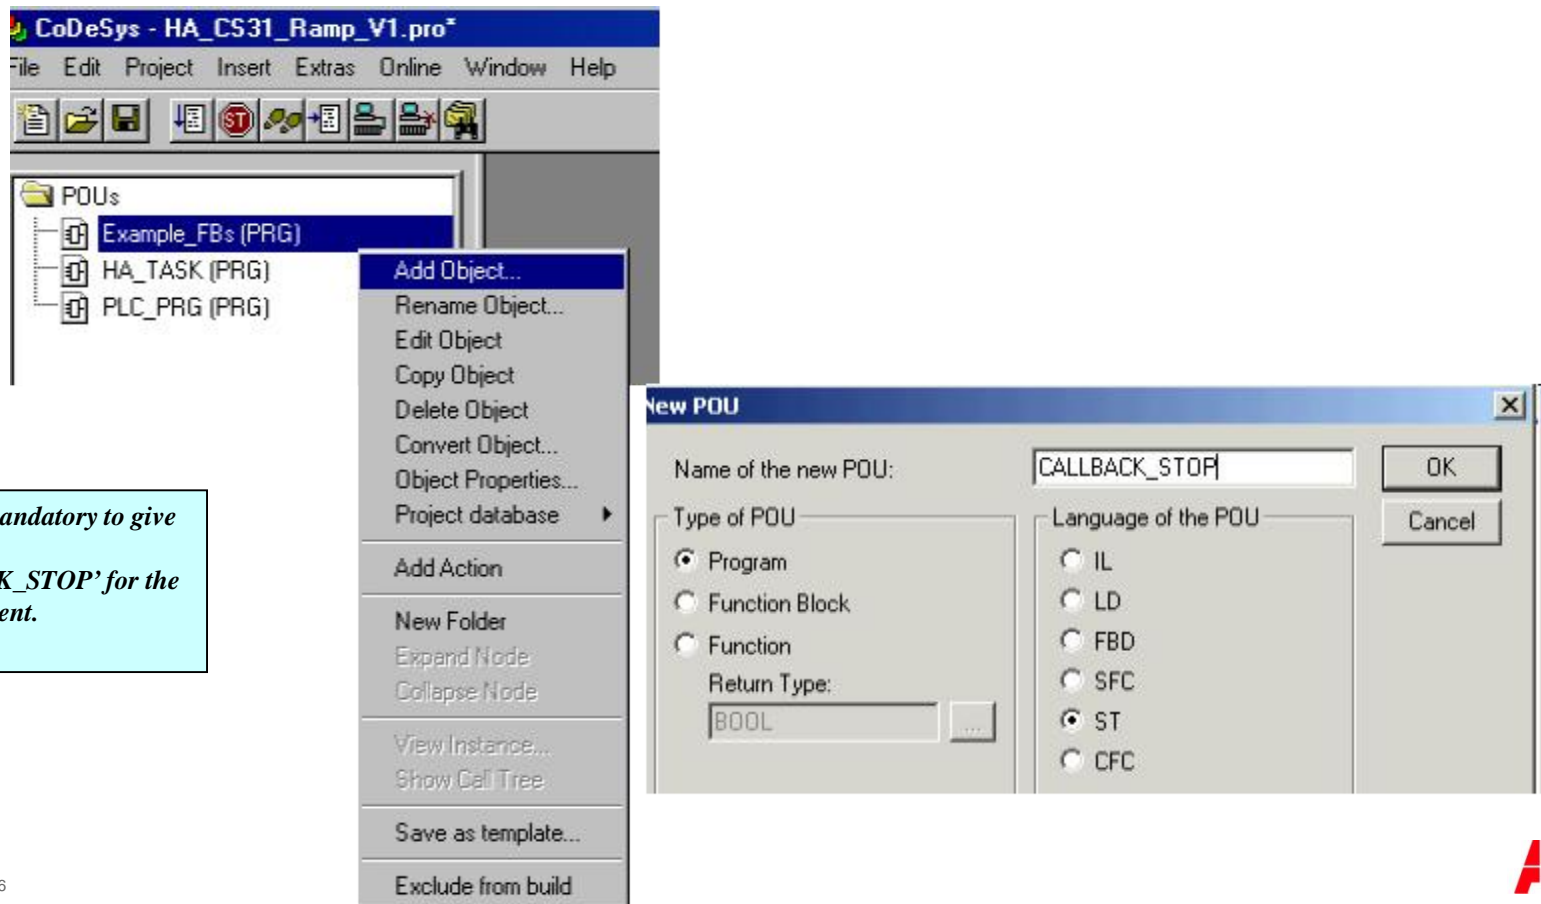 CoDeSys - HA_CS31_Ramp_V1.pro*
File Edit Project Insert Extras Online Window Help
ST
POUs
Example_FBs (PRG)
HA_TASK (PRG)
PLC_PRG (PRG)
Add Object...
Rename Object...
Edit Object
Copy Object
Delete Object
Convert Object...
Object Properties...
Project database
Add Action
New Folder
Expand Node
Collapse Node
View Instance...
Show Call Tree
Save as template...
Exclude from build
New POU
Name of the new POU:
CALLBACK_STOP
OK
Cancel
Type of POU
Program
Function Block
Function
Return Type:
BOOL
...
Language of the POU
IL
LD
FBD
SFC
ST
CFC
andatory to give
K_STOP’ for the
ent.
6